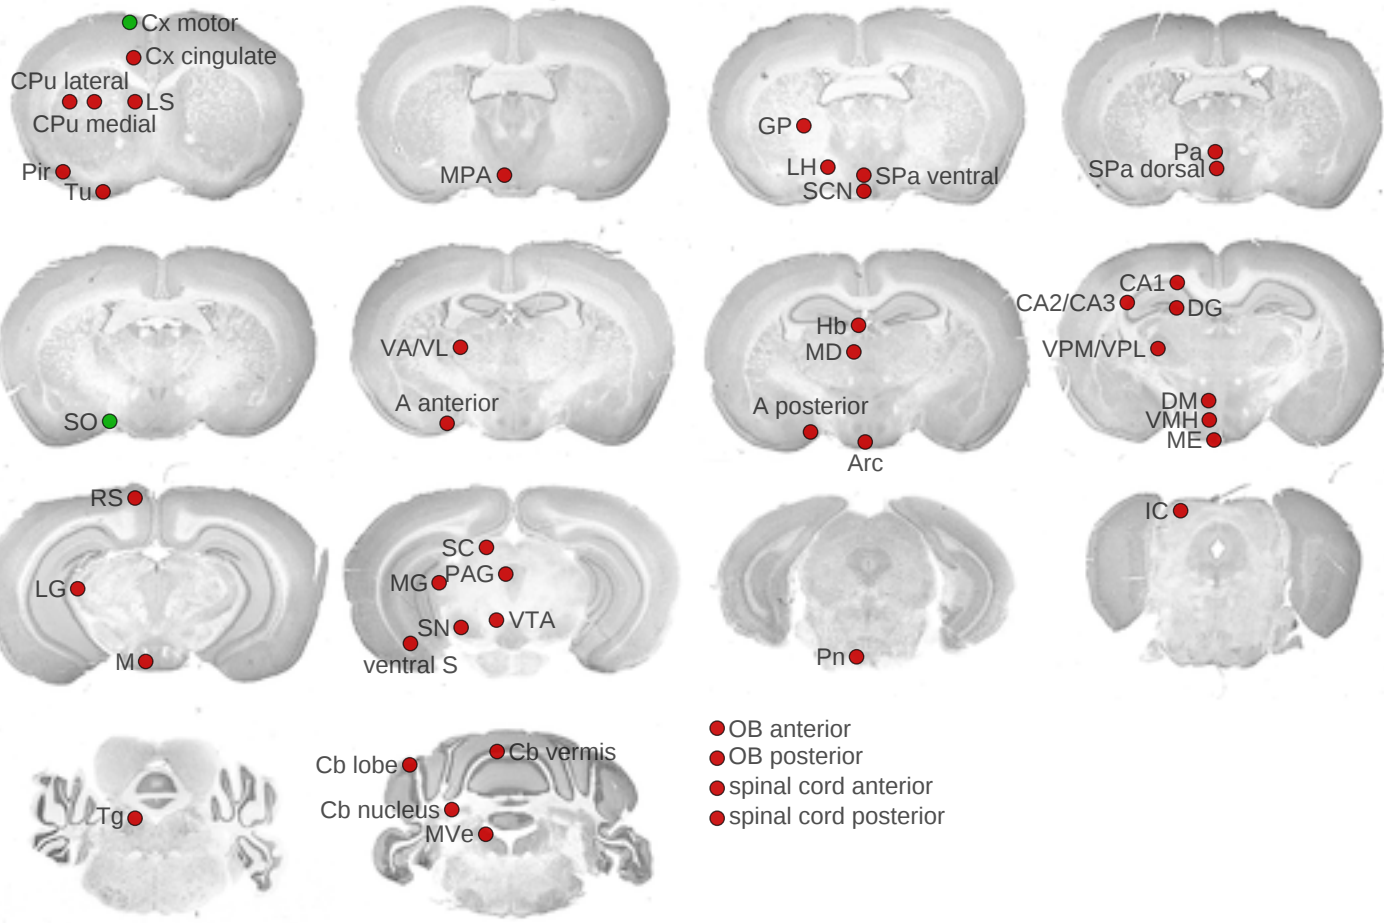 Cx motor
Cx cingulate
CPu lateral
LS
CPu medial
Pir
Tu
MPA
GP
LH
SPa ventral
SCN
Pa
SPa dorsal
SO
VA/VL
A anterior
Hb
MD
A posterior
Arc
CA1
CA2/CA3
DG
VPM/VPL
DM
VMH
ME
RS
LG
M
SC
MG
PAG
SN
VTA
ventral S
Pn
IC
Tg
Cb lobe
Cb vermis
Cb nucleus
MVe
OB anterior
OB posterior
spinal cord anterior
spinal cord posterior